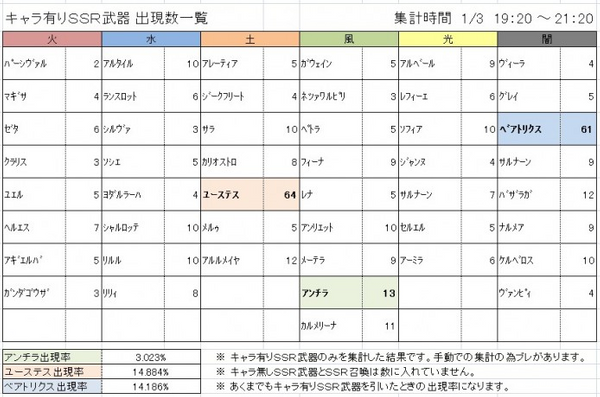 キャラ有りSSR武器 出現数一覧 集計時間 1/3 19:20 ～ 21:20
火 水 土 風 光 闇
ﾊﾟｰｼｳﾞｧﾙ 2 ｱﾙﾀｲﾙ 10 ｱﾚｰﾃｨｱ 5 ｶﾞｳｪｲﾝ 5 ｱﾙﾍﾞｰﾙ 9 ｳﾞｨｰﾗ 4
ﾏｷﾞｻ 4 ﾗﾝｽﾛｯﾄ 6 ｼﾞｰｸﾌﾘｰﾄ 4 ﾈﾂｧﾜﾙﾋﾟﾘ 3 ﾚﾌｨｰｴ 6 ｸﾞﾚｲ 5
ｾﾞﾀ 6 ｼﾙｳﾞｧ 3 ｻﾗ 10 ﾍﾟﾄﾗ 5 ｿﾌｨｱ 10 ﾍﾞｱﾄﾘｸｽ 61
ｸﾗﾘｽ 3 ｿｼｴ 5 ｶﾘｵｽﾄﾛ 8 ﾌｨｰﾅ 9 ｼﾞｬﾝﾇ 4 ｻﾙﾅｰﾝ 9
ﾕｴﾙ 5 ﾖﾀﾞﾙﾗｰﾊ 4 ﾕｰｽﾃｽ 64 ﾚﾅ 5 ｻﾙﾅｰﾝ 7 ﾊﾞｻﾞﾗｶﾞ 12
ﾍﾙｴｽ 7 ｼｬﾙﾛｯﾃ 10 ﾒﾙｩ 5 ｱﾝﾘｴｯﾄ 10 ｾﾙｴﾙ 5 ﾅﾙﾒｱ 9
ｱｷﾞｴﾙﾊﾞ 5 ﾘﾙﾙ 10 ｱﾙﾙﾒｲﾔ 12 ﾒｰﾃﾗ 9 ｱｰﾐﾗ 6 ｹﾙﾍﾞﾛｽ 10
ｶﾞﾝﾀﾞｺﾞｳｻﾞ 3 ﾘﾘｨ 8 ｱﾝﾁﾗ 13 ｳﾞｧﾝﾋﾟｨ 4
ｶﾙﾒﾘｰﾅ 11
アンチラ出現率 3.023% ※ キャラ有りSSR武器のみを集計した結果です。手動での集計の為ブレがあります。
ユーステス出現率 14.884% ※ キャラ無しSSR武器とSSR召喚は数に入れていません。
ベアトリクス出現率 14.186% ※ あくまでもキャラ有りSSR武器を引いたときの出現率になります。